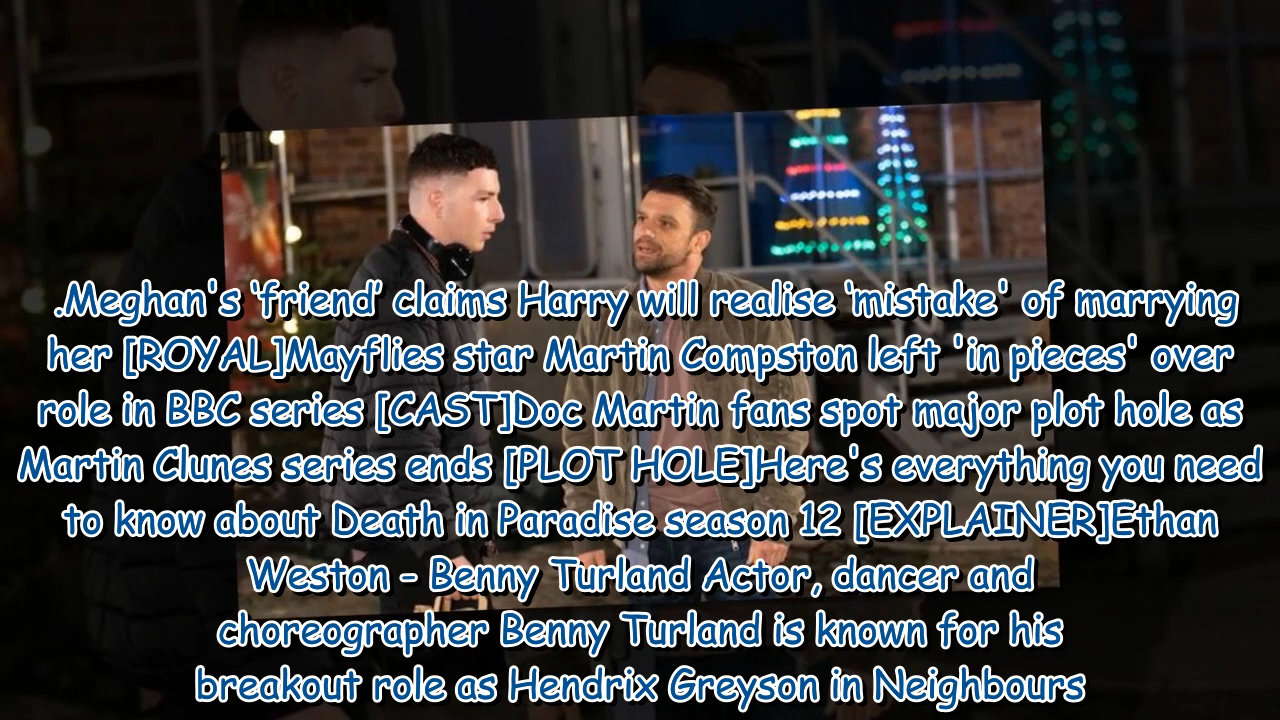 .Meghan's ‘friend’ claims Harry will realise ‘mistake' of marrying
her [ROYAL]Mayflies star Martin Compston left 'in pieces' over
role in BBC series [CAST]Doc Martin fans spot major plot hole as
Martin Clunes series ends [PLOT HOLE]Here's everything you need
to know about Death in Paradise season 12 [EXPLAINER]Ethan
Weston – Benny Turland Actor, dancer and
choreographer Benny Turland is known for his
breakout role as Hendrix Greyson in Neighbours